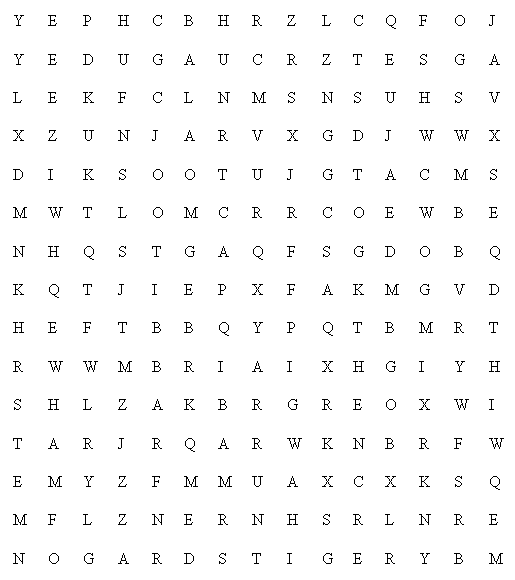 Y E P H C B H R Z L C Q F O J
Y E D U G A U C R Z T E S G A
L E K F C L N M S N S U H S V
X Z U N J A R V X G D J W W X
D I K S O O T U J G T A C M S
M W T L O M C R R C O E W B E
N H Q S T G A Q F S G D O B Q
K Q T J I E P X F A K M G V D
H E F T B B Q Y P Q T B M R T
R W W M B R I A I X H G I Y H
S H L Z A K B R G R E O X W I
T A R J R Q A R W K N B R F W
E M Y Z F M M U A X C X K S Q
M F L Z N E R N H S R L N R E
N O G A R D S T I G E R Y B M